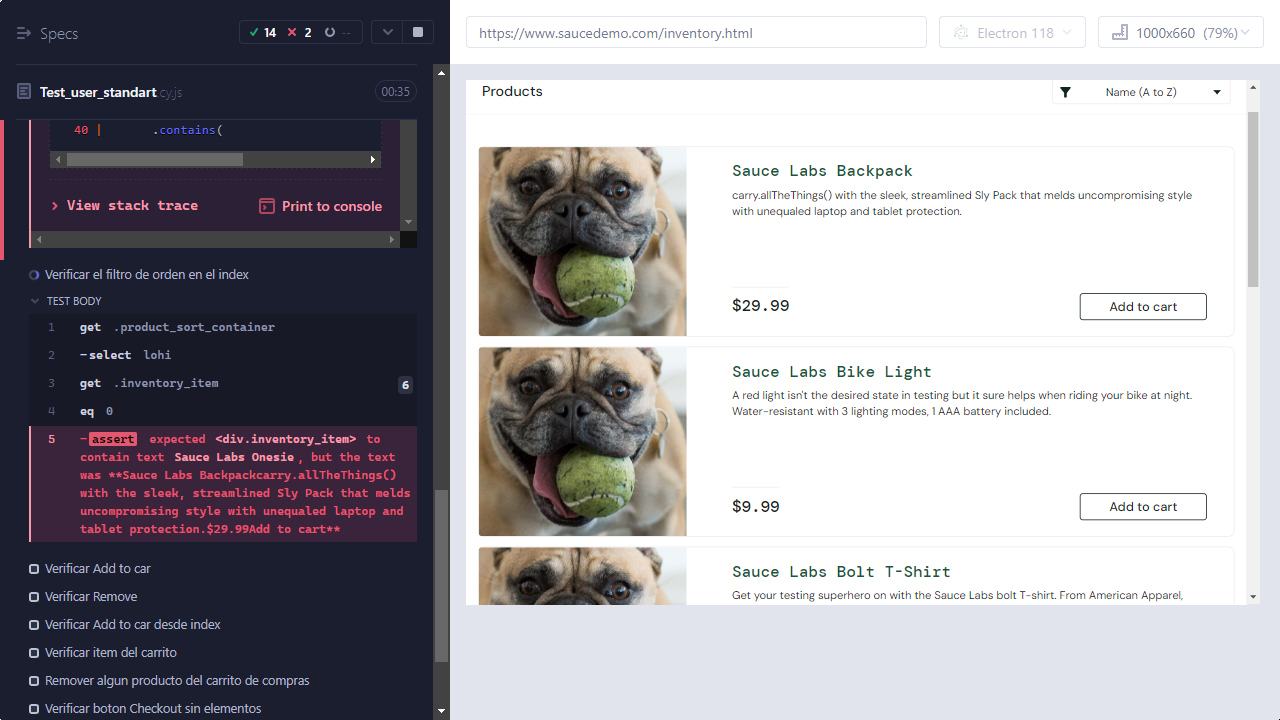 Specs
14
2
--
https://www.saucedemo.com/inventory.html
Electron 118
1000x660 (79%)
Test_user_standart cy.js
00:35
40 | .contains(
View stack trace
Print to console
Verificar el filtro de orden en el index
TEST BODY
1 get .product_sort_container
2 -select lohi
3 get .inventory_item
6
4 eq 0
5 -assert expected <div.inventory_item> to
contain text Sauce Labs Onesie, but the text
was **Sauce Labs Backpackcarry.allTheThings()
with the sleek, streamlined Sly Pack that melds
uncompromising style with unequaled laptop and
tablet protection.$29.99Add to cart**
Verificar Add to car
Verificar Remove
Verificar Add to car desde index
Verificar item del carrito
Remover algun producto del carrito de compras
Verificar boton Checkout sin elementos
Products
Name (A to Z)
Sauce Labs Backpack
carry.allTheThings() with the sleek, streamlined Sly Pack that melds uncompromising style
with unequaled laptop and tablet protection.
$29.99
Add to cart
Sauce Labs Bike Light
A red light isn't the desired state in testing but it sure helps when riding your bike at night.
Water-resistant with 3 lighting modes, 1 AAA battery included.
$9.99
Add to cart
Sauce Labs Bolt T-Shirt
Get your testing superhero on with the Sauce Labs bolt T-shirt. From American Apparel,